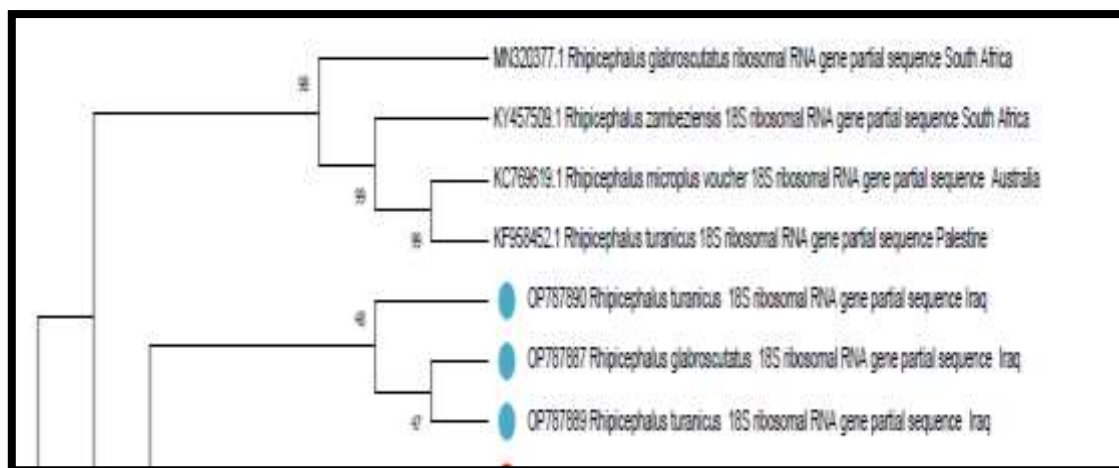 MN320377.1 Rhipicephalus glabroscutatus ribosomal RNA gene partial sequence South Africa
KY457509.1 Rhipicephalus zambeziensis 18S ribosomal RNA gene partial sequence South Africa
KC769619.1 Rhipicephalus microplus voucher 18S ribosomal RNA gene partial sequence Australia
KF958452.1 Rhipicephalus turanicus 18S ribosomal RNA gene partial sequence Palestine
OP787890 Rhipicephalus turanicus 18S ribosomal RNA gene partial sequence Iraq
OP787887 Rhipicephalus glabroscutatus 18S ribosomal RNA gene partial sequence Iraq
47
OP787889 Rhipicephalus turanicus 18S ribosomal RNA gene partial sequence Iraq